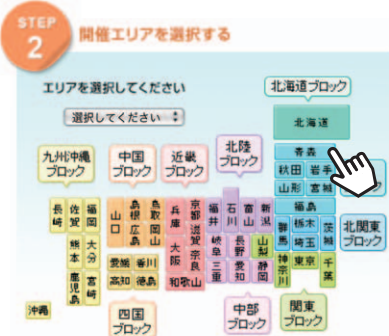 STEP
2
開催エリアを選択する
エリアを選択してください
選択してください
北海道ブロック
北海道
九州沖縄
ブロック
中国
ブロック
近畿
ブロック
北陸
ブロック
青森
秋田 岩手
山形 宮城
福島
長崎 佐賀 福岡
熊本 大分
鹿児島 宮崎
沖縄
山口 島根 鳥取
広島 岡山
愛媛 香川
高知 徳島
四国
ブロック
兵庫 京都 滋賀
大阪 奈良
和歌山
福井 石川 富山 新潟
岐阜 長野 山梨
三重 愛知 静岡
中部
ブロック
群馬 栃木 茨城
埼玉
神奈川 東京 千葉
北関東
ブロック
関東
ブロック